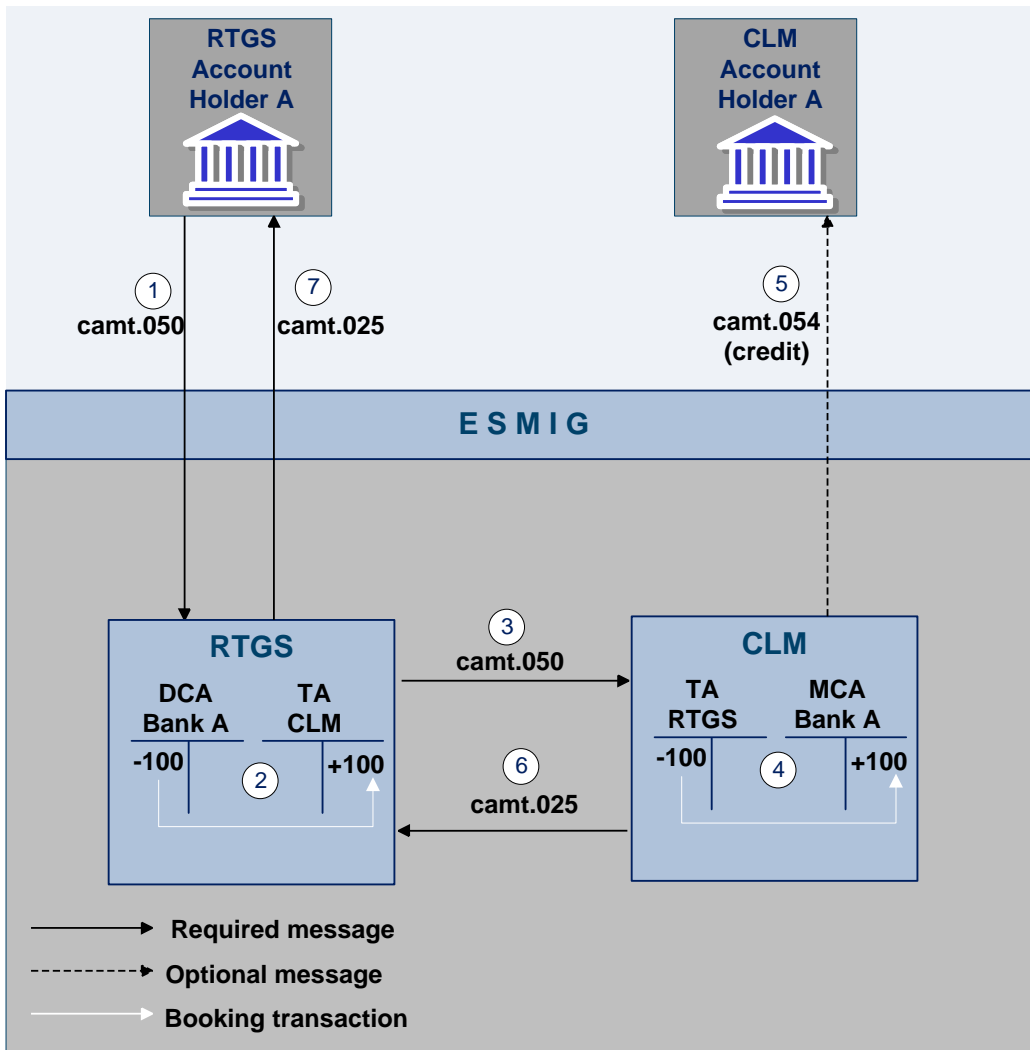 RTGS
Account
Holder A
CLM
Account
Holder A
1
camt.050
7
camt.025
5
camt.054
(credit)
E S M I G
RTGS
DCA
Bank A
TA
CLM
-100
2
+100
3
camt.050
6
camt.025
CLM
TA
RTGS
MCA
Bank A
-100
4
+100
Required message
Optional message
Booking transaction